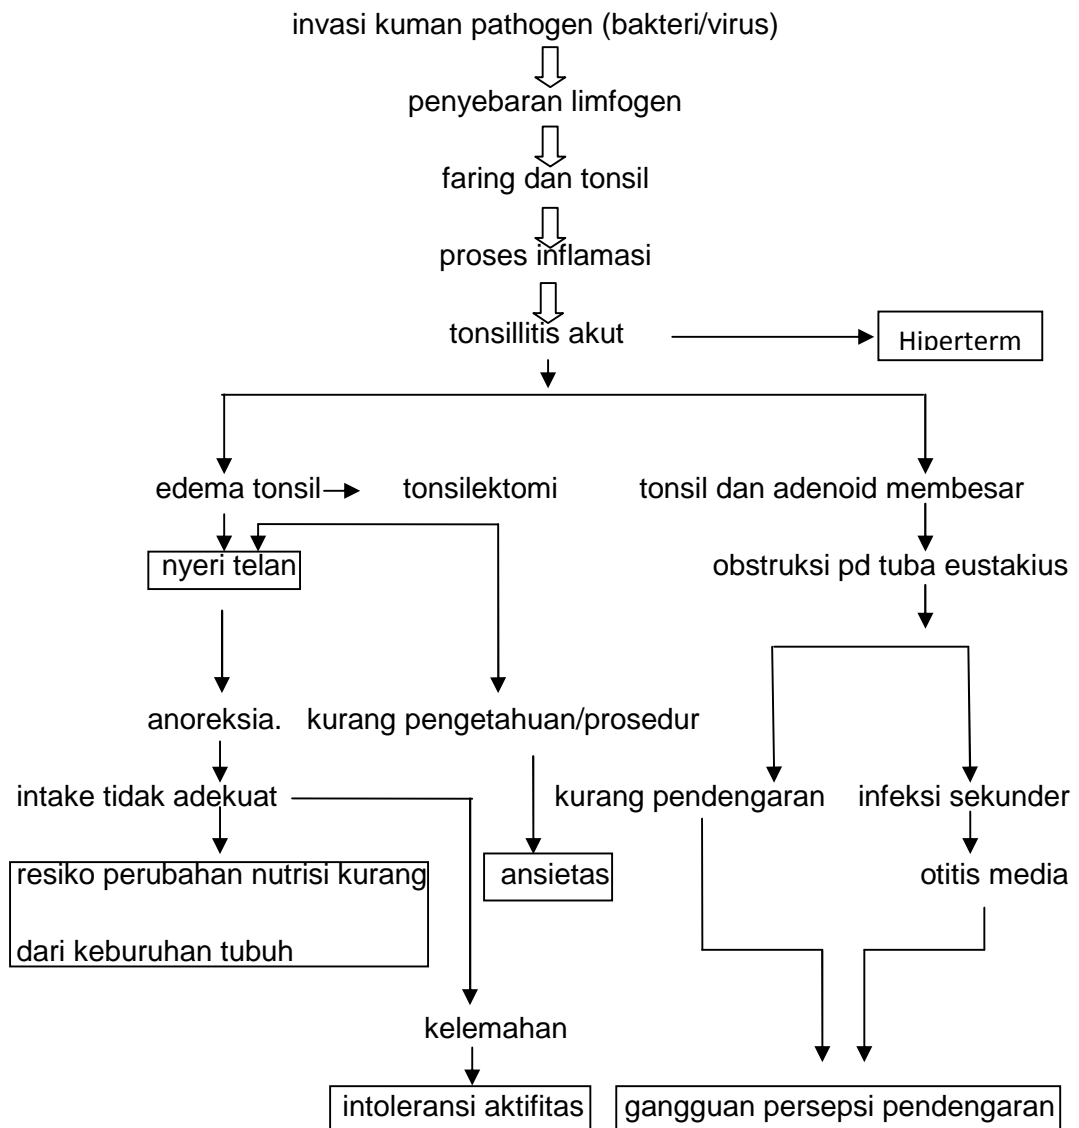 invasi kuman pathogen (bakteri/virus)
penyebaran limfogen
faring dan tonsil
proses inflamasi
tonsillitis akut
Hiperterm
edema tonsil
tonsilektomi
tonsil dan adenoid membesar
nyeri telan
obstruksi pd tuba eustakius
anoreksia.
kurang pengetahuan/prosedur
intake tidak adekuat
kurang pendengaran
infeksi sekunder
resiko perubahan nutrisi kurang
dari keburuhan tubuh
ansietas
otitis media
kelemahan
intoleransi aktifitas
gangguan persepsi pendengaran